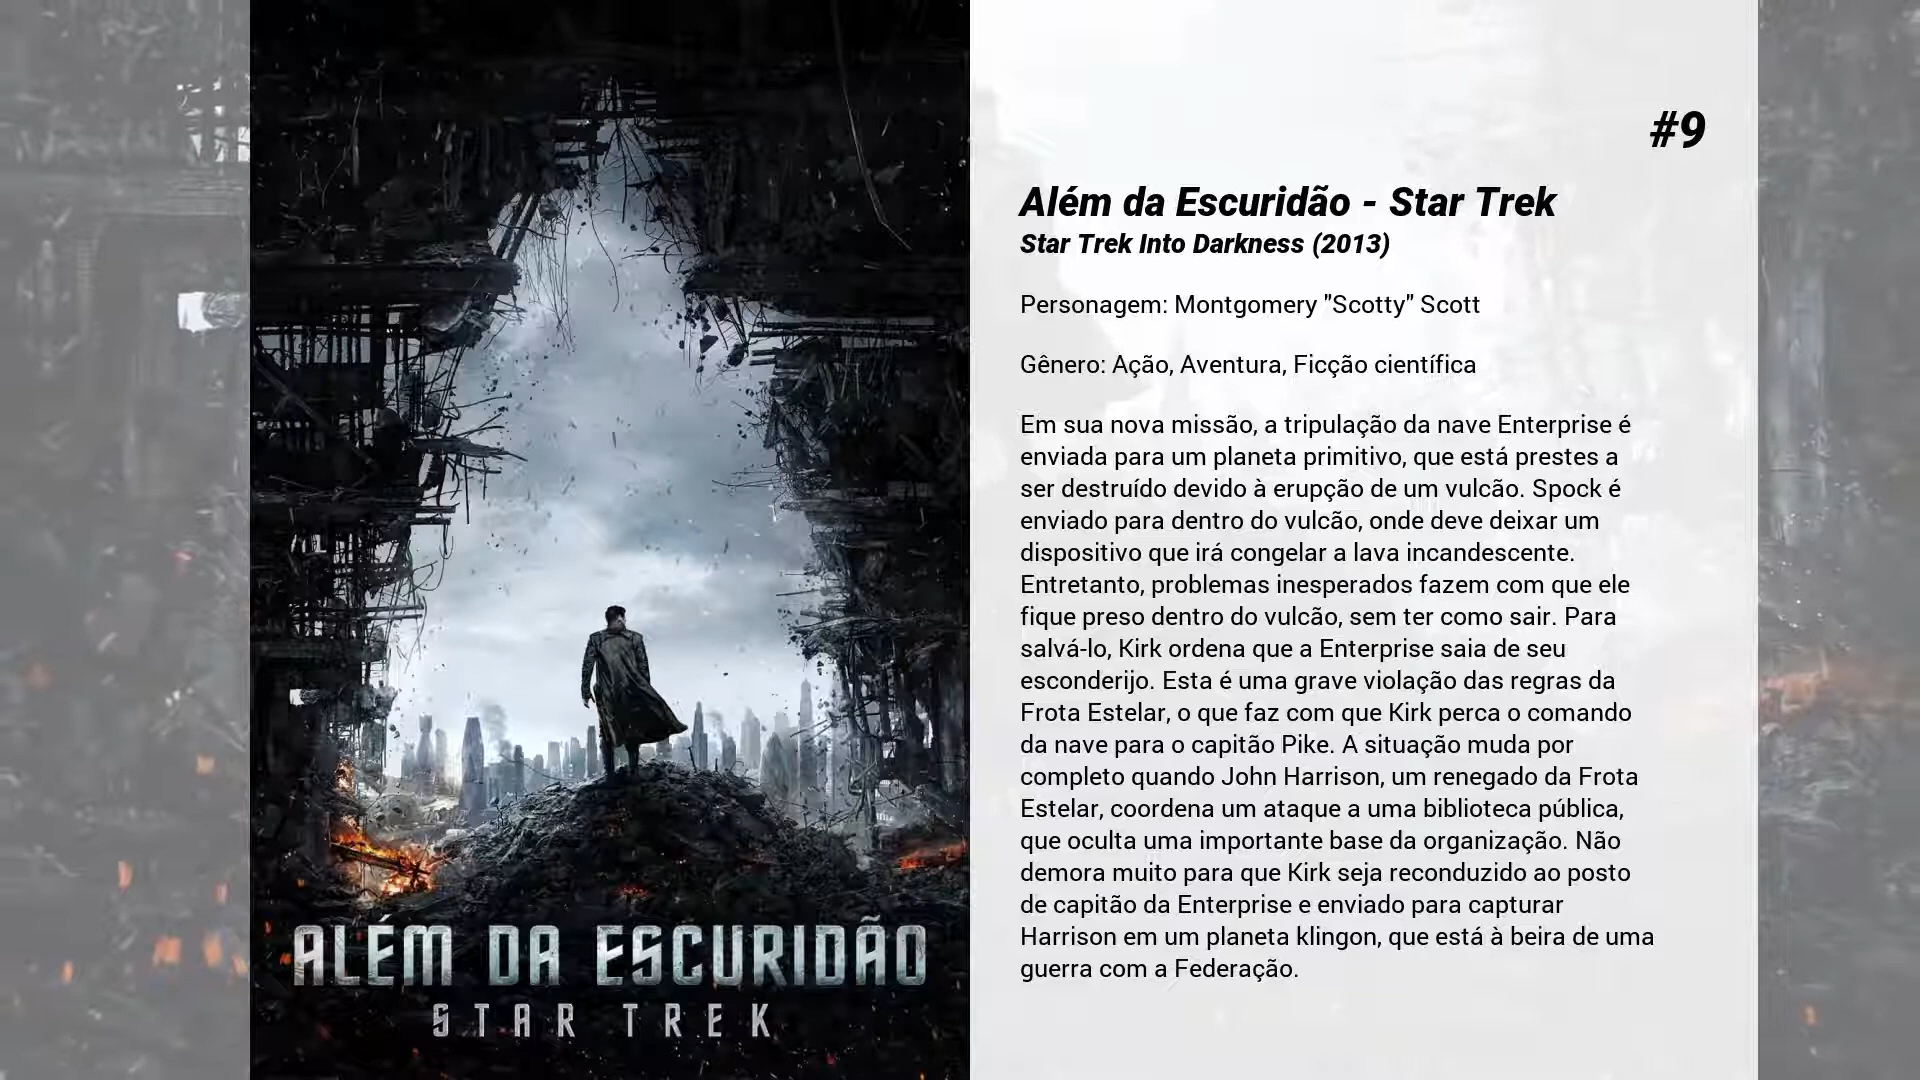 ALÉM DA ESCURIDÃO
STAR TREK
#9
Além da Escuridão - Star Trek
Star Trek Into Darkness (2013)
Personagem: Montgomery "Scotty" Scott
Gênero: Ação, Aventura, Ficção científica
Em sua nova missão, a tripulação da nave Enterprise é
enviada para um planeta primitivo, que está prestes a
ser destruído devido à erupção de um vulcão. Spock é
enviado para dentro do vulcão, onde deve deixar um
dispositivo que irá congelar a lava incandescente.
Entretanto, problemas inesperados fazem com que ele
fique preso dentro do vulcão, sem ter como sair. Para
salvá-lo, Kirk ordena que a Enterprise saia de seu
esconderijo. Esta é uma grave violação das regras da
Frota Estelar, o que faz com que Kirk perca o comando
da nave para o capitão Pike. A situação muda por
completo quando John Harrison, um renegado da Frota
Estelar, coordena um ataque a uma biblioteca pública,
que oculta uma importante base da organização. Não
demora muito para que Kirk seja reconduzido ao posto
de capitão da Enterprise e enviado para capturar
Harrison em um planeta klingon, que está à beira de uma
guerra com a Federação.